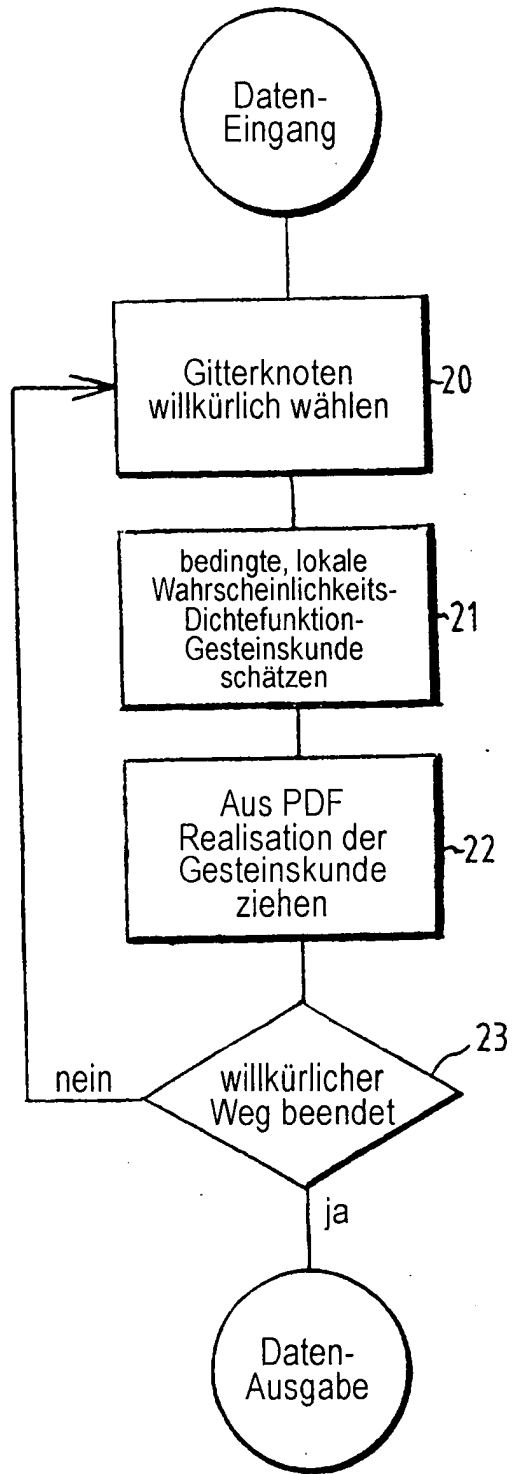 Daten-
Eingang
Gitterknoten
willkürlich wählen
20
bedingte, lokale
Wahrscheinlichkeits-
Dichtefunktion-
Gesteinskunde
schätzen
21
Aus PDF
Realisation der
Gesteinskunde
ziehen
22
23
nein
willkürlicher
Weg beendet
ja
Daten-
Ausgabe